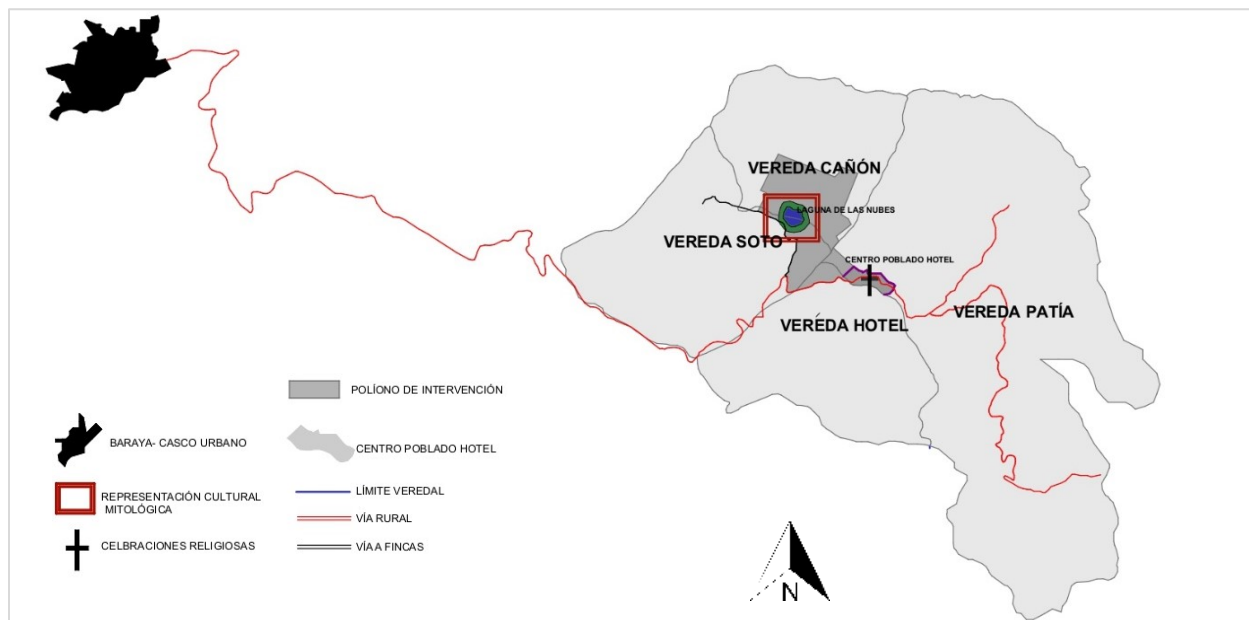 VEREDA CAÑÓN
LAGUNA DE LAS NUBES
VEREDA SOTO
CENTRO POBLADO HOTEL
VEREDA HOTEL
VEREDA PATÍA
POLÍONO DE INTERVENCIÓN
BARAYA- CASCO URBANO
CENTRO POBLADO HOTEL
REPRESENTACIÓN CULTURAL
MITOLÓGICA
LÍMITE VEREDAL
VÍA RURAL
CELBRACIONES RELIGIOSAS
VÍA A FINCAS
N